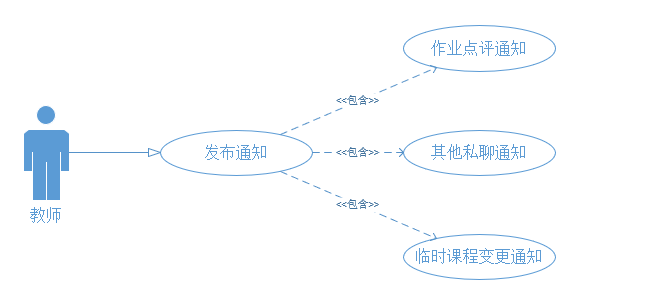 作业点评通知
<<包含>>
发布通知
<<包含>>
其他私聊通知
教师
<<包含>>
临时课程变更通知